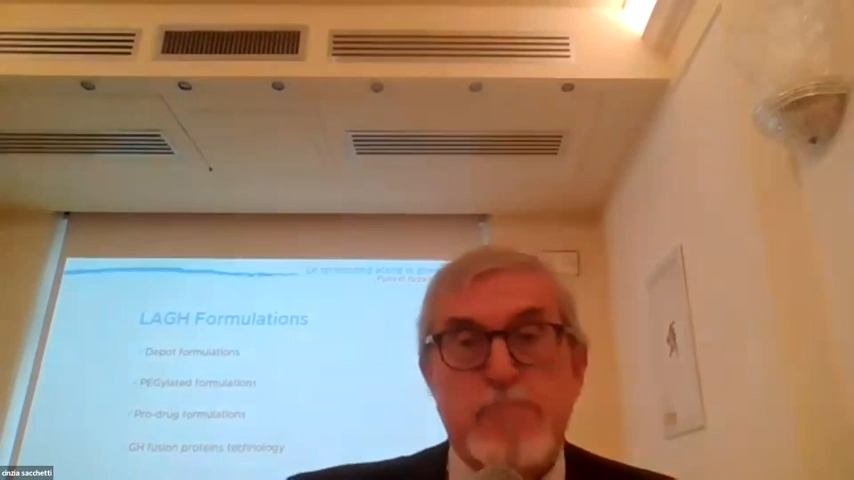 LAGH Formulations
- Depot formulations
- PEGylated formulations
- Pro-drug formulations
GH fusion proteins technology
cinzia sacchetti